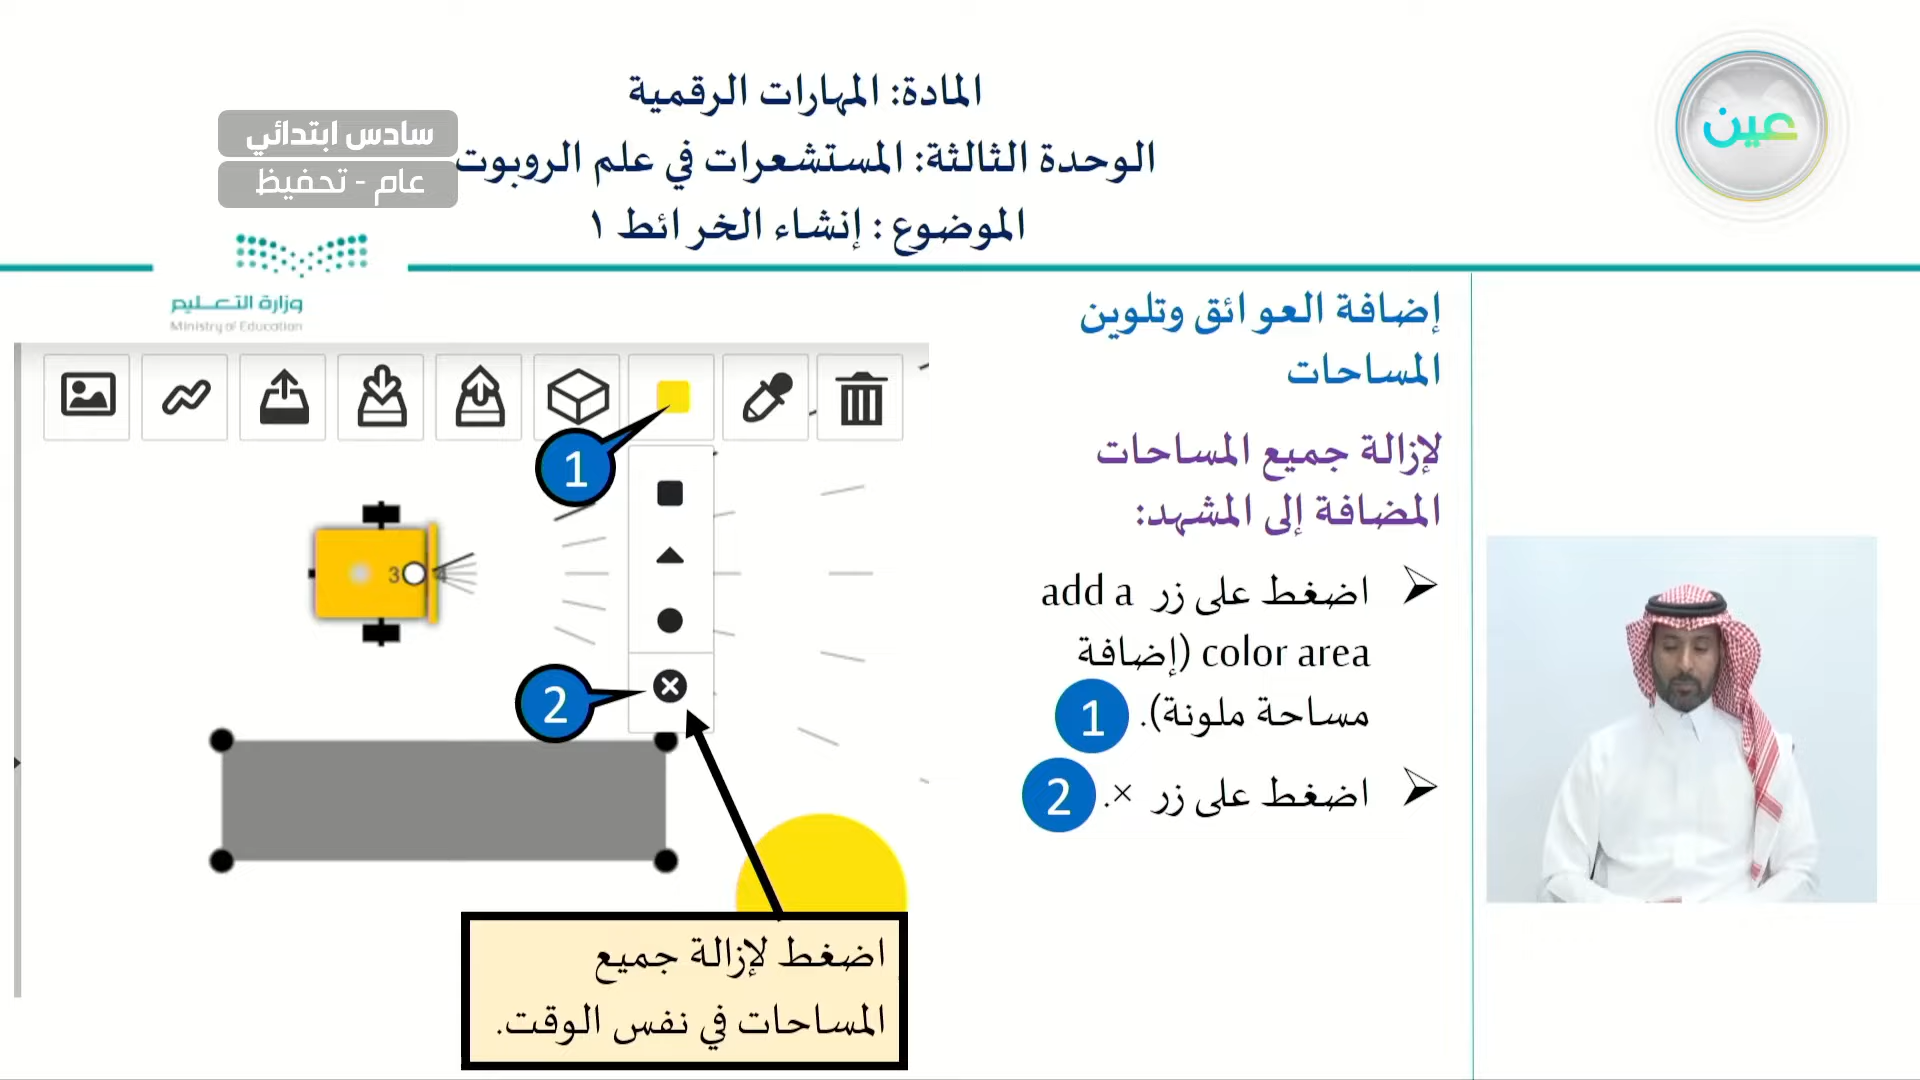 المادة: المهارات الرقمية
الوحدة الثالثة: المستشعرات في علم الروبوت
الموضوع : إنشاء الخرائط ١
سادس ابتدائي
عام - تحفيظ
عين
وزارة التعليم
Ministry of Education
إضافة العوائق وتلوين
المساحات
لإزالة جميع المساحات
المضافة إلى المشهد:
اضغط على زر add a
color area (إضافة
مساحة ملونة). 1
اضغط على زر ×. 2
1
3
4
2
اضغط لإزالة جميع
المساحات في نفس الوقت.